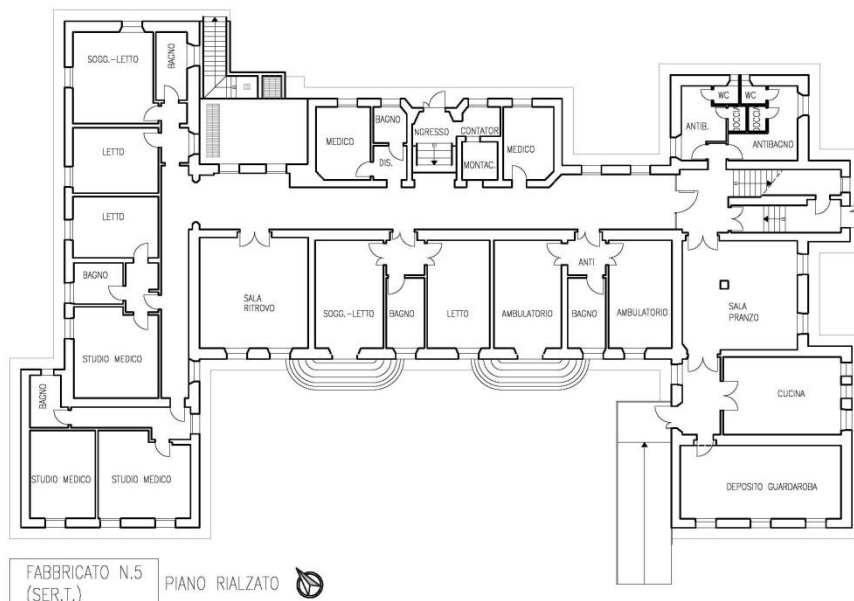 SOGG.-LETTO
BAGNO
LETTO
LETTO
BAGNO
STUDIO MEDICO
BAGNO
STUDIO MEDICO
STUDIO MEDICO
MEDICO
BAGNO
DIS.
NGRESSO
CONTATOR
MONTAC.
MEDICO
WC
WC
ANTIB.
DOCCIA
DOCCIA
ANTIBAGNO
SALA
RITROVO
SOGG.-LETTO
BAGNO
LETTO
AMBULATORIO
ANTI
BAGNO
AMBULATORIO
SALA
PRANZO
CUCINA
DEPOSITO GUARDAROBA
FABBRICATO N.5
(SER.T.)
PIANO RIALZATO